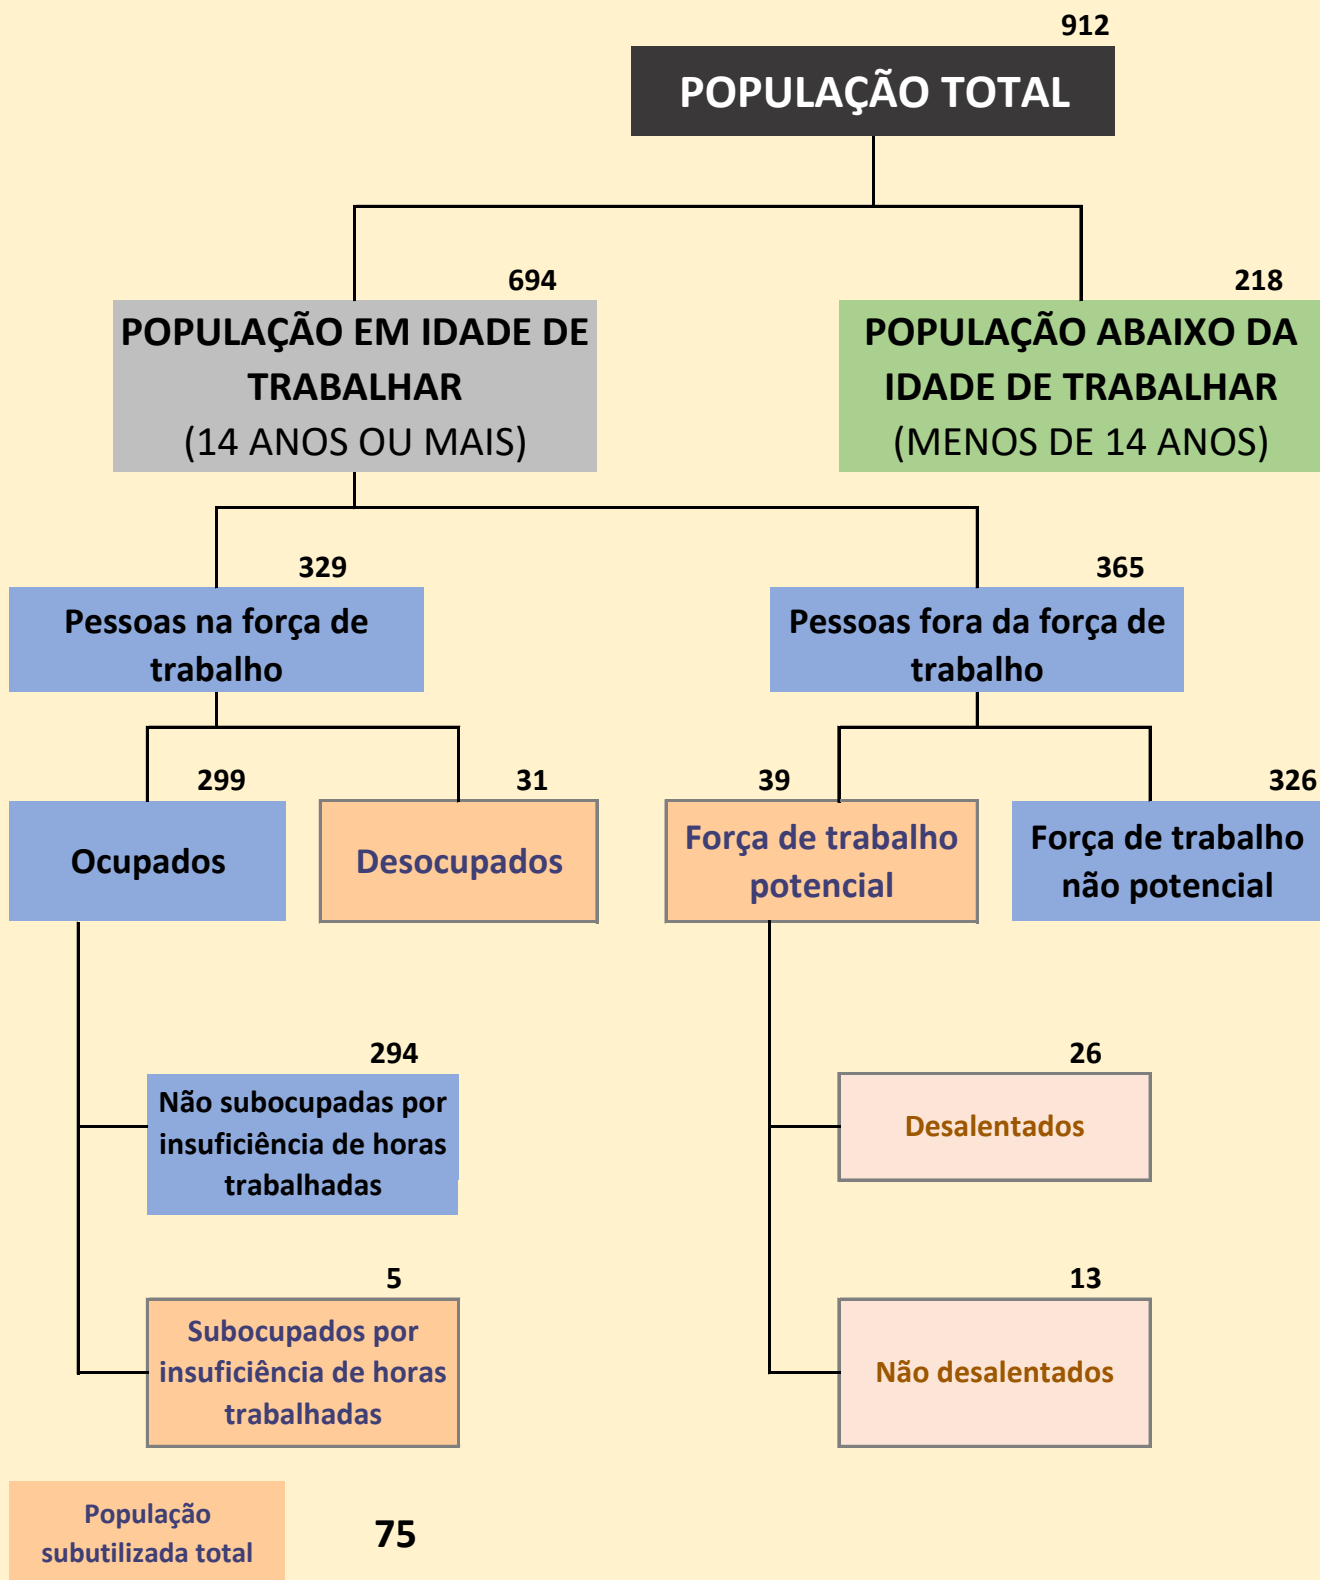 912
POPULAÇÃO TOTAL
694
POPULAÇÃO EM IDADE DE
TRABALHAR
(14 ANOS OU MAIS)
218
POPULAÇÃO ABAIXO DA
IDADE DE TRABALHAR
(MENOS DE 14 ANOS)
329
Pessoas na força de
trabalho
365
Pessoas fora da força de
trabalho
299
Ocupados
31
Desocupados
39
Força de trabalho
potencial
326
Força de trabalho
não potencial
294
Não subocupadas por
insuficiência de horas
trabalhadas
26
Desalentados
5
Subocupados por
insuficiência de horas
trabalhadas
13
Não desalentados
População
subutilizada total
75